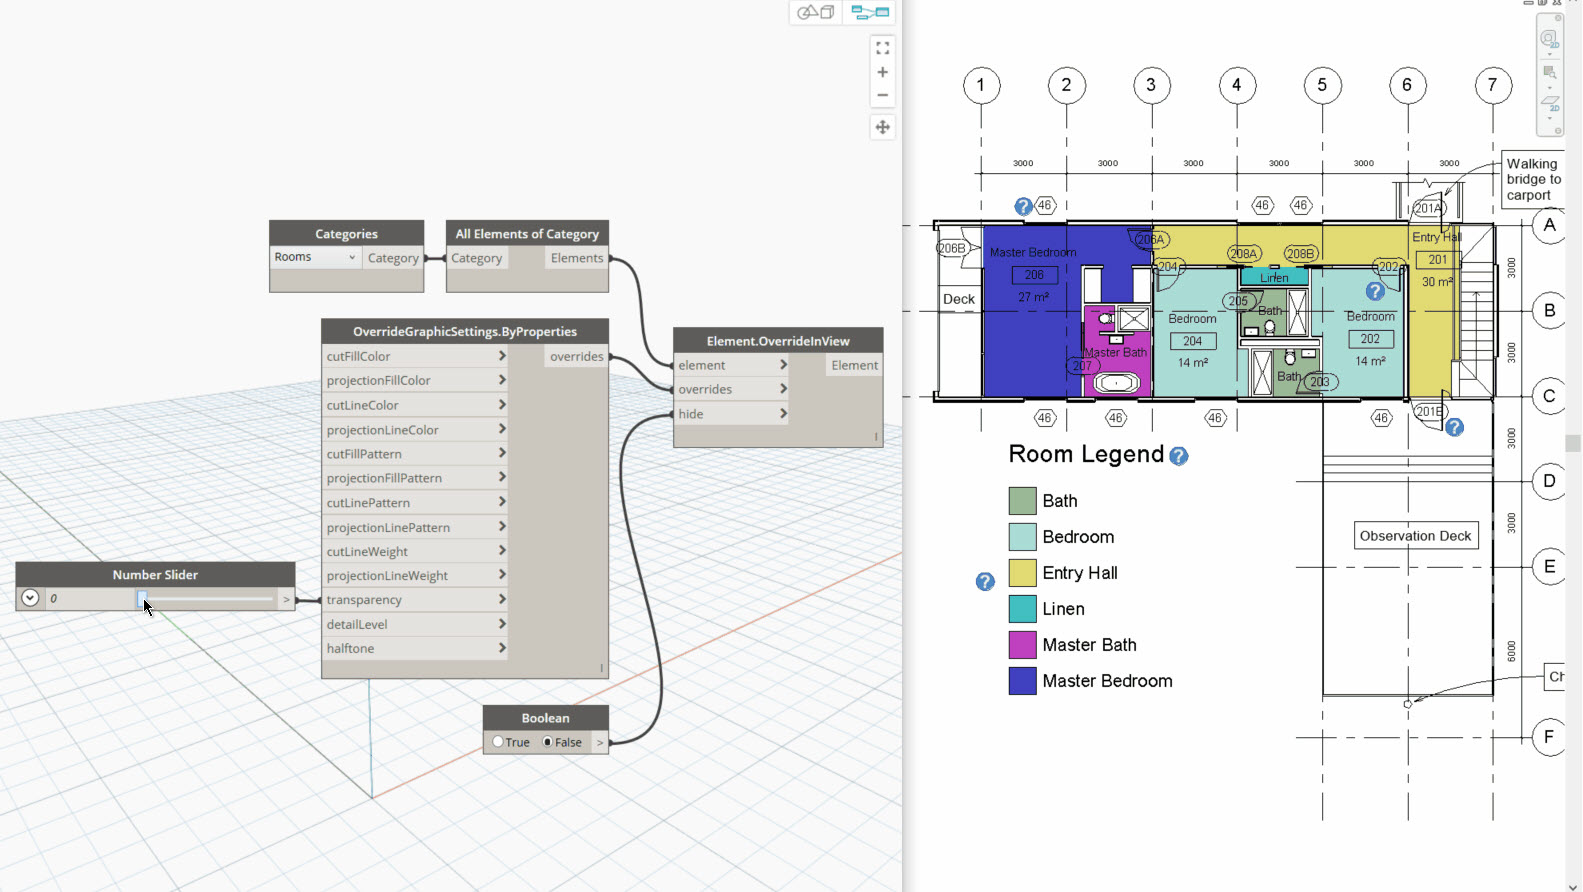 Categories
Rooms
Category
All Elements of Category
Category
Elements
OverrideGraphicSettings.ByProperties
cutFillColor
overrides
projectionFillColor
cutLineColor
projectionLineColor
cutFillPattern
projectionFillPattern
cutLinePattern
projectionLinePattern
cutLineWeight
projectionLineWeight
transparency
detailLevel
halftone
Element.OverrideInView
element
Element
overrides
hide
Number Slider
0
>
Boolean
True
False
>
1 2 3 4 5 6 7
3000 3000 3000 3000 3000 3000
Walking
bridge to
carport
? 46 46 46
201A
A
206B
Master Bedroom
206
27 m²
206A
204
208A
208B
202
Entry Hall
201
30 m²
3000
Linen
?
Deck
205
Bath
B
Bedroom
204
14 m²
Bedroom
202
14 m²
3000
Master Bath
207
Bath
203
C
46 46 46 46
201B
?
3000
Room Legend ?
Bath
Bedroom
Entry Hall
Linen
Master Bath
Master Bedroom
?
D
3000
Observation Deck
E
6000
Ch
F
2D
2D